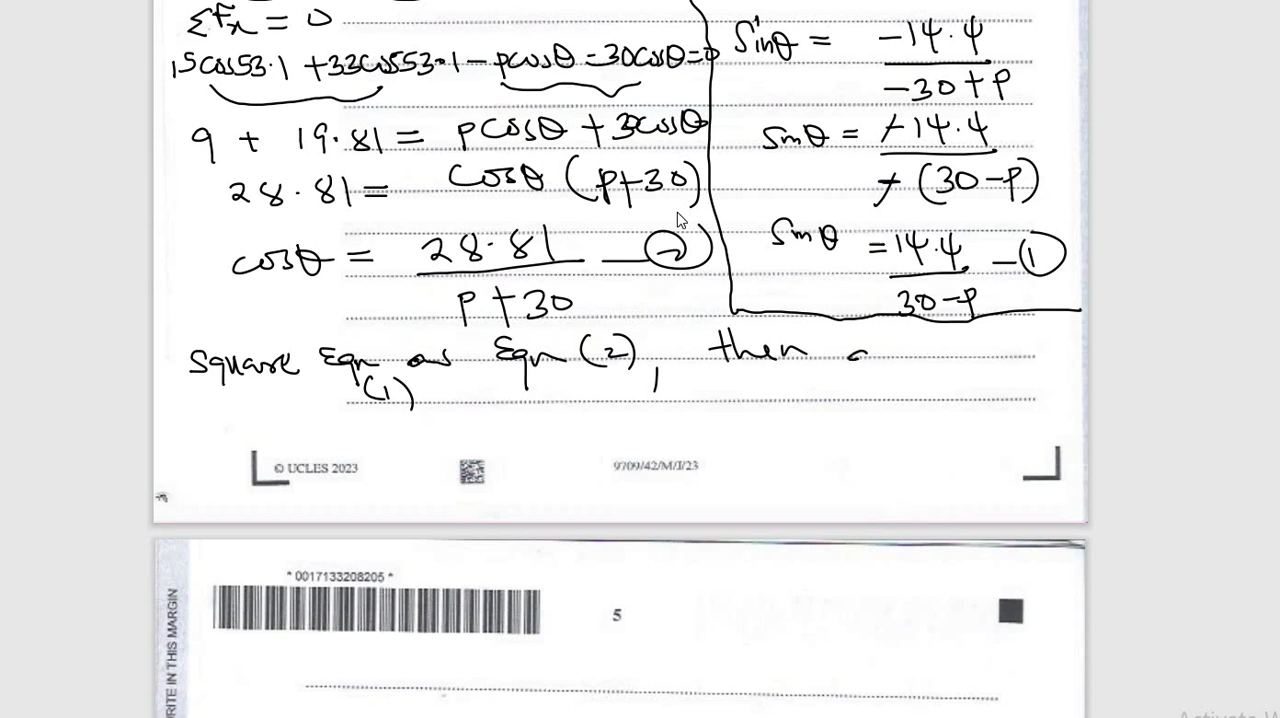 ΣFx = 0
15cos53.1 + 33cos53.1 - pcosθ = 30cosθ = 0
9 + 19.81 = pcosθ + 30cosθ
28.81 = cosθ (p+30)
cosθ = 28.81 / p + 30 — (2)
Sinθ = -14.4 / -30 + p
Sinθ = -14.4 / -(30-p)
Sinθ = 14.4 / 30-p - (1)
Square Eqn (1) and Eqn (2), then a
© UCLES 2023
9709/42/M/J/23
* 0017133208205 *
5
RITE IN THIS MARGIN